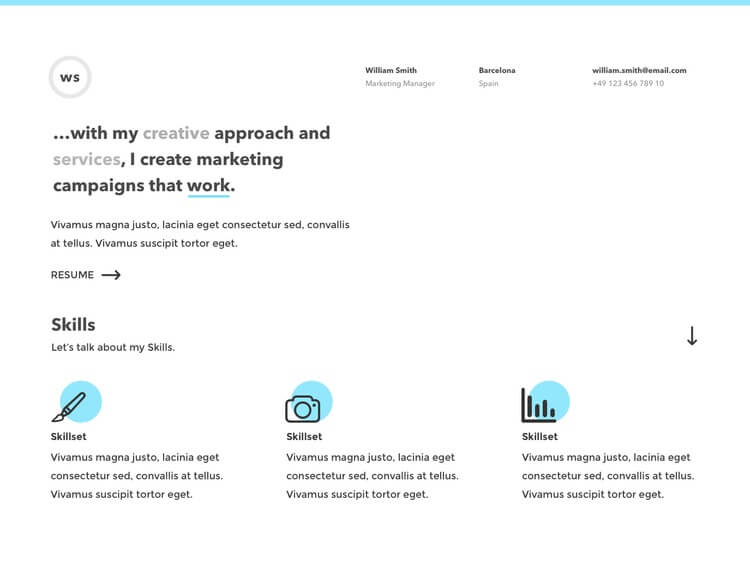 ws
William Smith
Marketing Manager
Barcelona
Spain
william.smith@email.com
+49 123 456 789 10
...with my creative approach and
services, I create marketing
campaigns that work.
Vivamus magna justo, lacinia eget consectetur sed, convallis
at tellus. Vivamus suscipit tortor eget.
RESUME
Skills
Let's talk about my Skills.
Skillset
Vivamus magna justo, lacinia eget
consectetur sed, convallis at tellus.
Vivamus suscipit tortor eget.
Skillset
Vivamus magna justo, lacinia eget
consectetur sed, convallis at tellus.
Vivamus suscipit tortor eget.
Skillset
Vivamus magna justo, lacinia eget
consectetur sed, convallis at tellus.
Vivamus suscipit tortor eget.